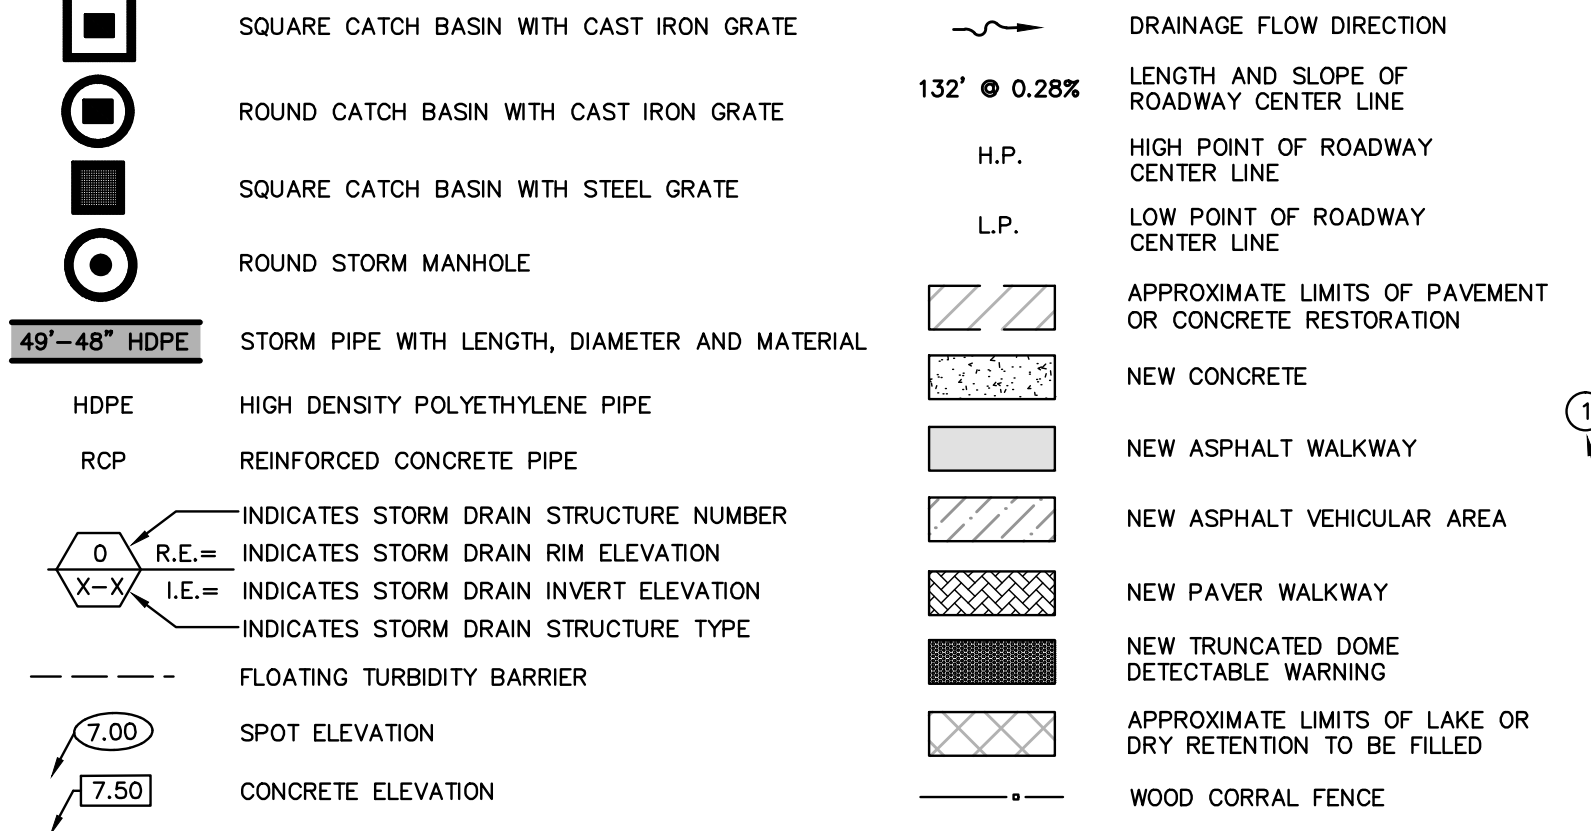 SQUARE CATCH BASIN WITH CAST IRON GRATE
ROUND CATCH BASIN WITH CAST IRON GRATE
SQUARE CATCH BASIN WITH STEEL GRATE
ROUND STORM MANHOLE
49'-48" HDPE STORM PIPE WITH LENGTH, DIAMETER AND MATERIAL
HDPE HIGH DENSITY POLYETHYLENE PIPE
RCP REINFORCED CONCRETE PIPE
INDICATES STORM DRAIN STRUCTURE NUMBER
0 R.E.= INDICATES STORM DRAIN RIM ELEVATION
X-X I.E.= INDICATES STORM DRAIN INVERT ELEVATION
INDICATES STORM DRAIN STRUCTURE TYPE
FLOATING TURBIDITY BARRIER
7.00 SPOT ELEVATION
7.50 CONCRETE ELEVATION
DRAINAGE FLOW DIRECTION
132' @ 0.28% LENGTH AND SLOPE OF
ROADWAY CENTER LINE
H.P. HIGH POINT OF ROADWAY
CENTER LINE
L.P. LOW POINT OF ROADWAY
CENTER LINE
APPROXIMATE LIMITS OF PAVEMENT
OR CONCRETE RESTORATION
NEW CONCRETE
NEW ASPHALT WALKWAY
NEW ASPHALT VEHICULAR AREA
NEW PAVER WALKWAY
NEW TRUNCATED DOME
DETECTABLE WARNING
APPROXIMATE LIMITS OF LAKE OR
DRY RETENTION TO BE FILLED
WOOD CORRAL FENCE